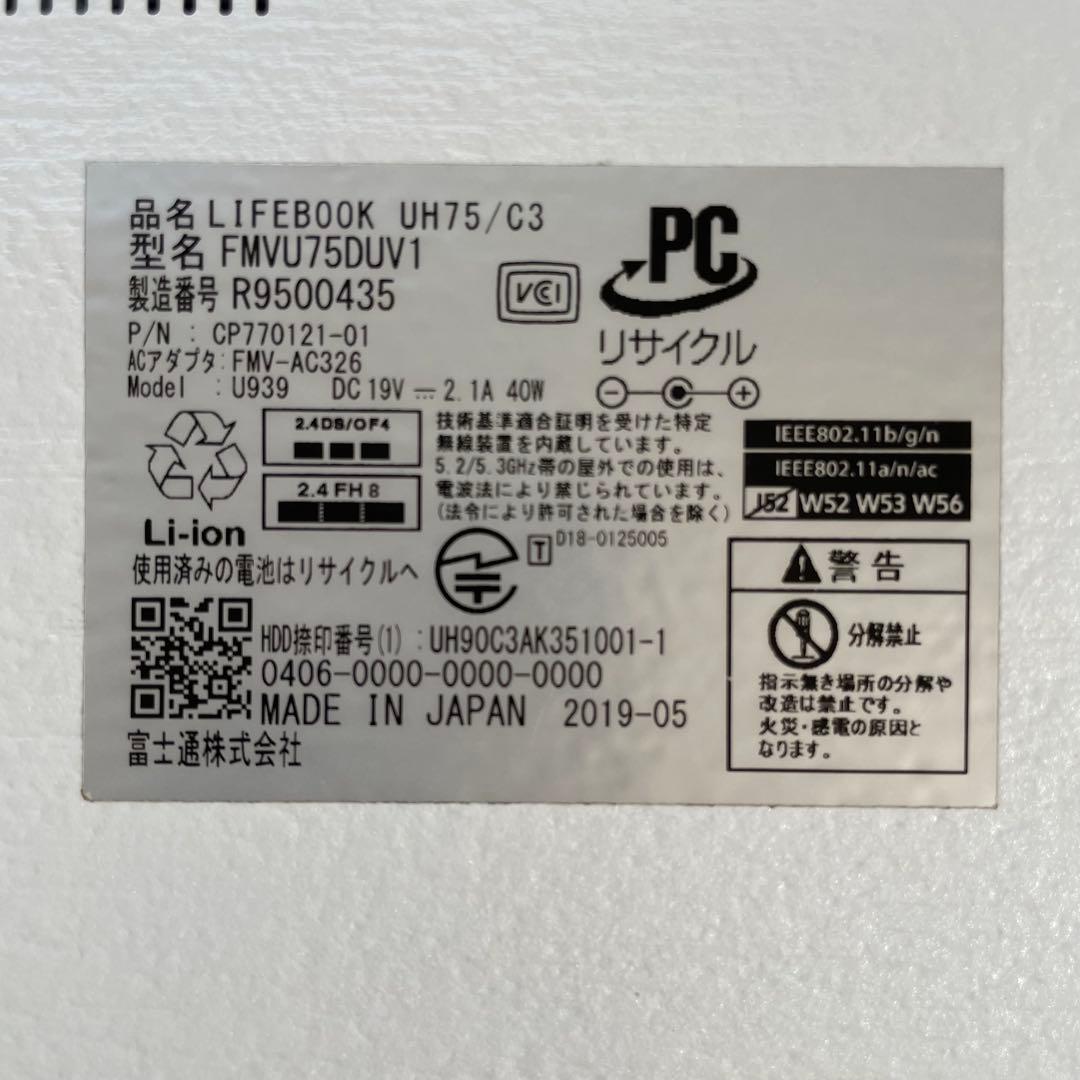 品名 LIFEBOOK UH75/C3
型名 FMVU75DUV1
製造番号 R9500435
P/N : CP770121-01
ACアダプタ: FMV-AC326
Model : U939 DC 19V ⎓ 2.1A 40W
VCCI
PC
リサイクル
2.4DS/OF4
2.4FH8
Li-ion
使用済みの電池はリサイクルへ
技術基準適合証明を受けた特定
無線装置を内蔵しています。
5.2/5.3GHz帯の屋外での使用は、
電波法により禁じられています。
(法令により許可された場合を除く)
IEEE802.11b/g/n
IEEE802.11a/n/ac
J52 W52 W53 W56
T D18-0125005
HDD捺印番号(1) : UH90C3AK351001-1
0406-0000-0000-0000
MADE IN JAPAN 2019-05
富士通株式会社
警告
分解禁止
指示無き場所の分解や
改造は禁止です。
火災・感電の原因と
なります。